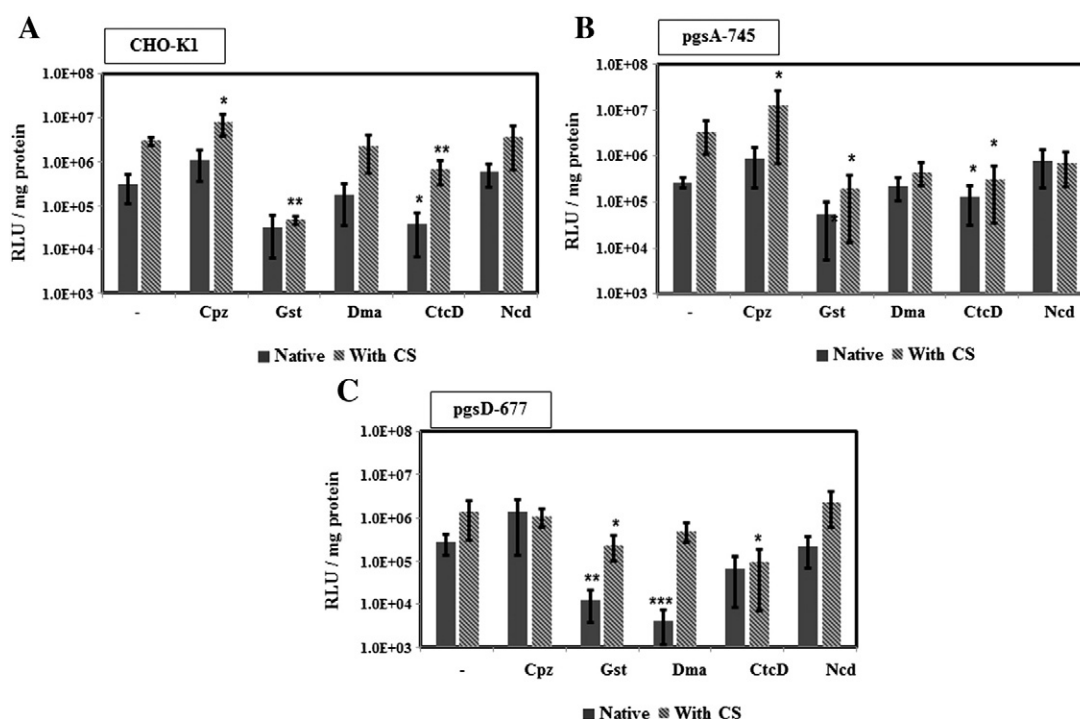 A
CHO-K1
1.0E+08
1.0E+07
1.0E+06
1.0E+05
1.0E+04
1.0E+03
RLU / mg protein
*
**
*
**
- Cpz Gst Dma CtcD Ncd
Native With CS
B
pgsA-745
1.0E+08
1.0E+07
1.0E+06
1.0E+05
1.0E+04
1.0E+03
RLU / mg protein
*
*
*
*
*
- Cpz Gst Dma CtcD Ncd
Native With CS
C
pgsD-677
1.0E+08
1.0E+07
1.0E+06
1.0E+05
1.0E+04
1.0E+03
RLU / mg protein
**
*
***
*
- Cpz Gst Dma CtcD Ncd
Native With CS